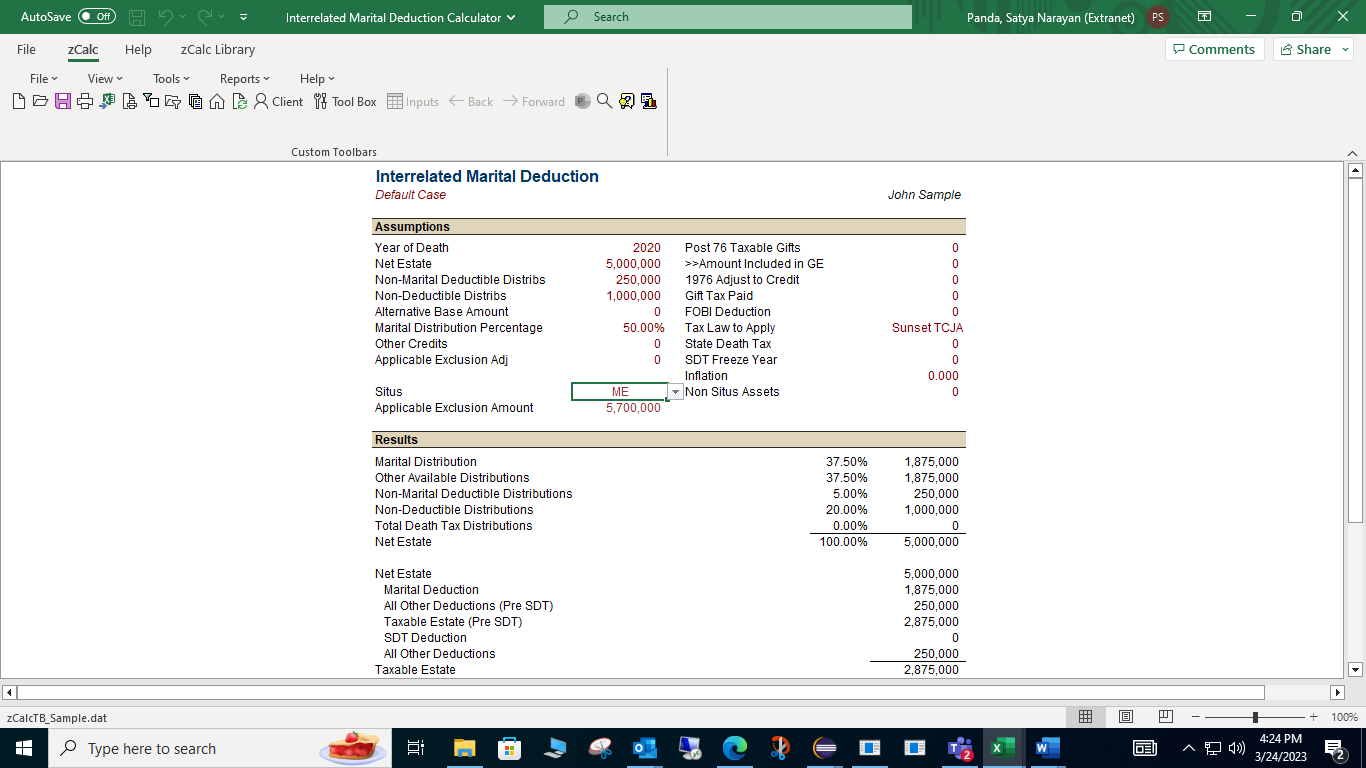 AutoSave Off Interrelated Marital Deduction Calculator Search Panda, Satya Narayan (Extranet) PS
File zCalc Help zCalc Library Comments Share
File View Tools Reports Help
Client Tool Box Inputs Back Forward
Custom Toolbars
Interrelated Marital Deduction
Default Case John Sample
Assumptions
Year of Death 2020 Post 76 Taxable Gifts 0
Net Estate 5,000,000 >>Amount Included in GE 0
Non-Marital Deductible Distribs 250,000 1976 Adjust to Credit 0
Non-Deductible Distribs 1,000,000 Gift Tax Paid 0
Alternative Base Amount 0 FOBI Deduction 0
Marital Distribution Percentage 50.00% Tax Law to Apply Sunset TCJA
Other Credits 0 State Death Tax 0
Applicable Exclusion Adj 0 SDT Freeze Year 0
Inflation 0.000
Situs ME Non Situs Assets 0
Applicable Exclusion Amount 5,700,000
Results
Marital Distribution 37.50% 1,875,000
Other Available Distributions 37.50% 1,875,000
Non-Marital Deductible Distributions 5.00% 250,000
Non-Deductible Distributions 20.00% 1,000,000
Total Death Tax Distributions 0.00% 0
Net Estate 100.00% 5,000,000
Net Estate 5,000,000
Marital Deduction 1,875,000
All Other Deductions (Pre SDT) 250,000
Taxable Estate (Pre SDT) 2,875,000
SDT Deduction 0
All Other Deductions 250,000
Taxable Estate 2,875,000
zCalcTB_Sample.dat 100%
Type here to search 2 4:24 PM 2
3/24/2023